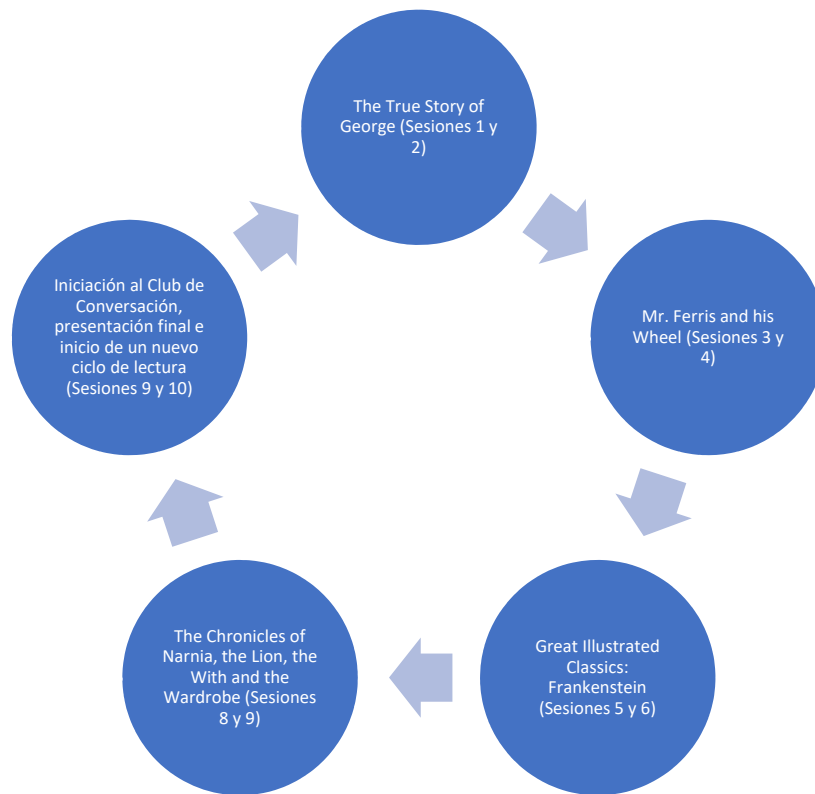 The True Story of
George (Sesiones 1 y
2)
Mr. Ferris and his
Wheel (Sesiones 3 y
4)
Great Illustrated
Classics:
Frankenstein
(Sesiones 5 y 6)
The Chronicles of
Narnia, the Lion, the
With and the
Wardrobe (Sesiones
8 y 9)
Iniciación al Club de
Conversación,
presentación final e
inicio de un nuevo
ciclo de lectura
(Sesiones 9 y 10)